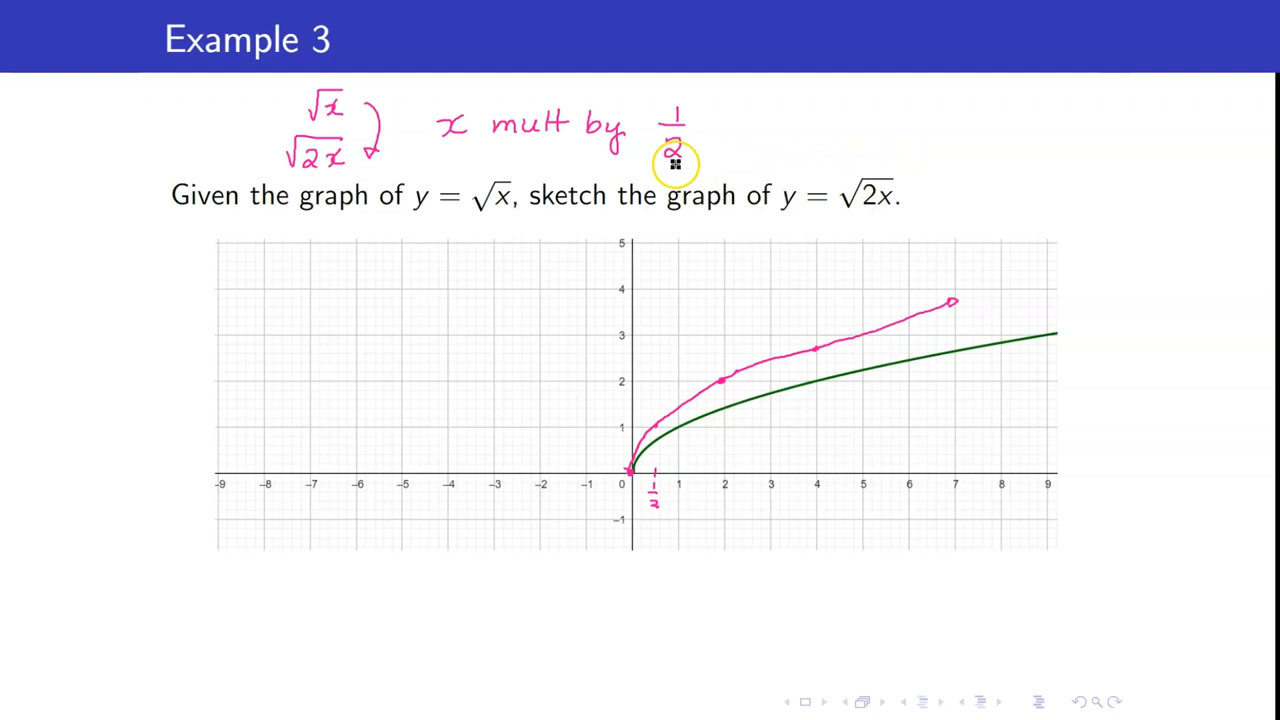 Example 3
√x
√2x
x mult by 1/2
Given the graph of y = √x, sketch the graph of y = √2x.
5
4
3
2
1
−9 −8 −7 −6 −5 −4 −3 −2 −1 0 1 2 3 4 5 6 7 8 9
1/2
−1